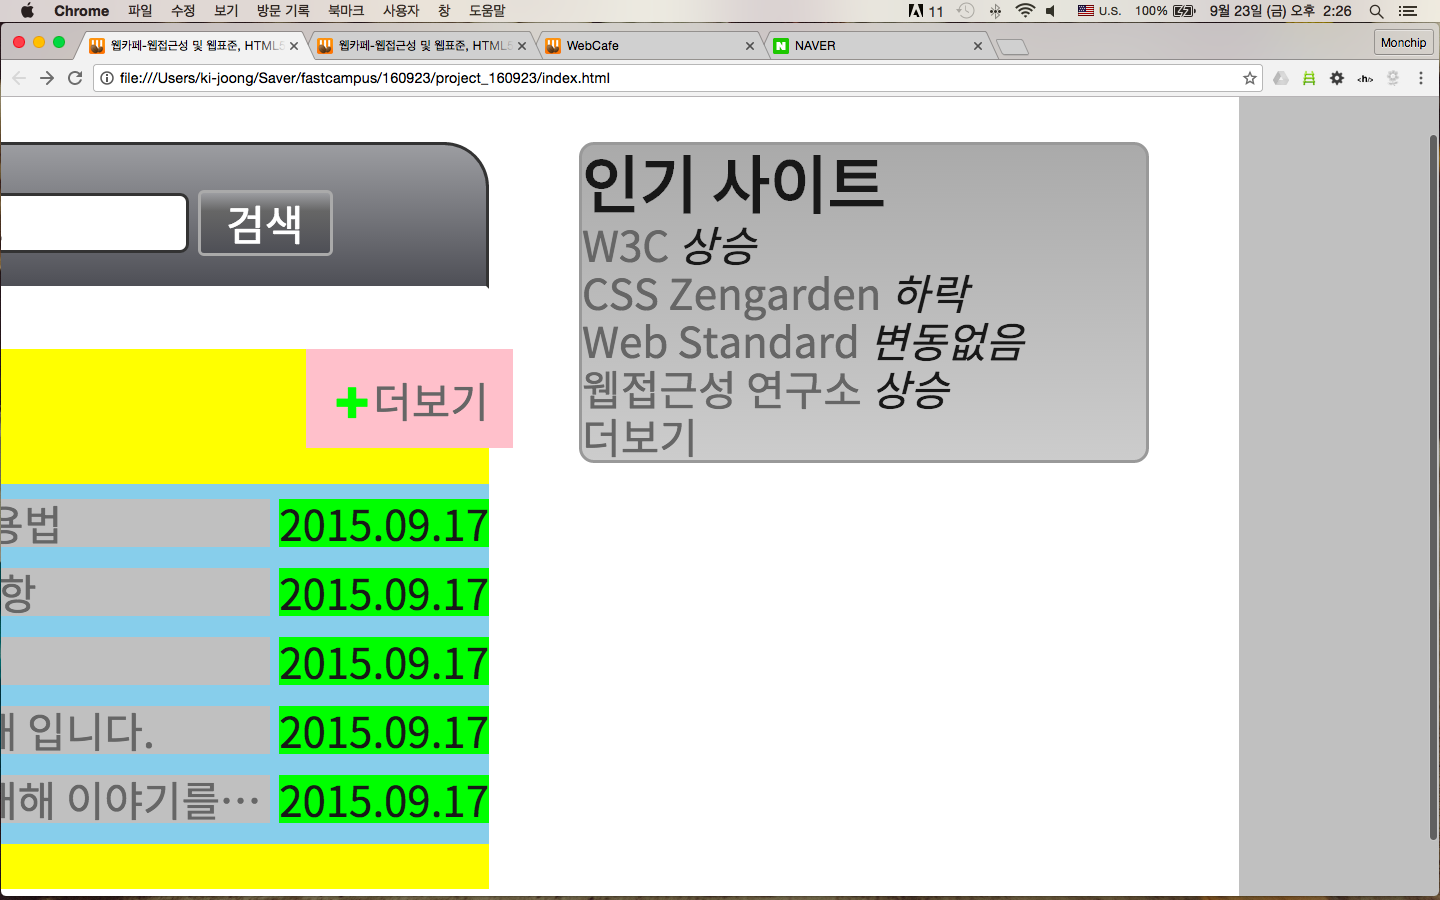 Chrome 파일 수정 보기 방문 기록 북마크 사용자 창 도움말 11 U.S. 100% 9월 23일 (금) 오후 2:26
웹카페-웹접근성 및 웹표준, HTML5 웹카페-웹접근성 및 웹표준, HTML5 WebCafe NAVER Monchip
file:///Users/ki-joong/Saver/fastcampus/160923/project_160923/index.html <h/>
검색
인기 사이트
W3C 상승
CSS Zengarden 하락
Web Standard 변동없음
웹접근성 연구소 상승
더보기
더보기
용법 2015.09.17
항 2015.09.17
2015.09.17
입니다. 2015.09.17
해 이야기를… 2015.09.17